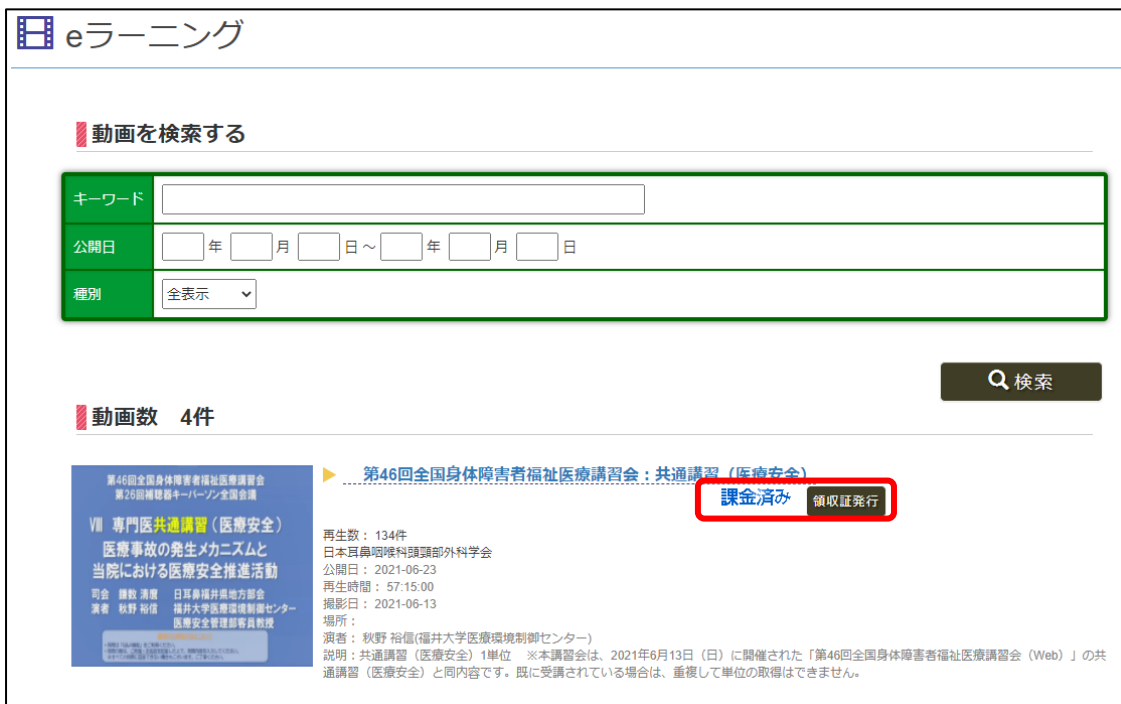 eラーニング
動画を検索する
キーワード
公開日 年 月 日～ 年 月 日
種別 全表示
検索
動画数 4件
第46回全国身体障害者福祉医療講習会
第26回補聴器キーパーソン全国会議
Ⅷ 専門医共通講習（医療安全）
医療事故の発生メカニズムと
当院における医療安全推進活動
司会 鎌数 清麿 日耳鼻福井県地方部会
演者 秋野 裕信 福井大学医療環境制御センター
医療安全管理部客員教授
第46回全国身体障害者福祉医療講習会：共通講習（医療安全）
課金済み 領収証発行
再生数： 134件
日本耳鼻咽喉科頭頸部外科学会
公開日： 2021-06-23
再生時間： 57:15:00
撮影日： 2021-06-13
場所：
演者： 秋野 裕信(福井大学医療環境制御センター)
説明：共通講習（医療安全）1単位 ※本講習会は、2021年6月13日（日）に開催された「第46回全国身体障害者福祉医療講習会（Web）」の共
通講習（医療安全）と同内容です。既に受講されている場合は、重複して単位の取得はできません。